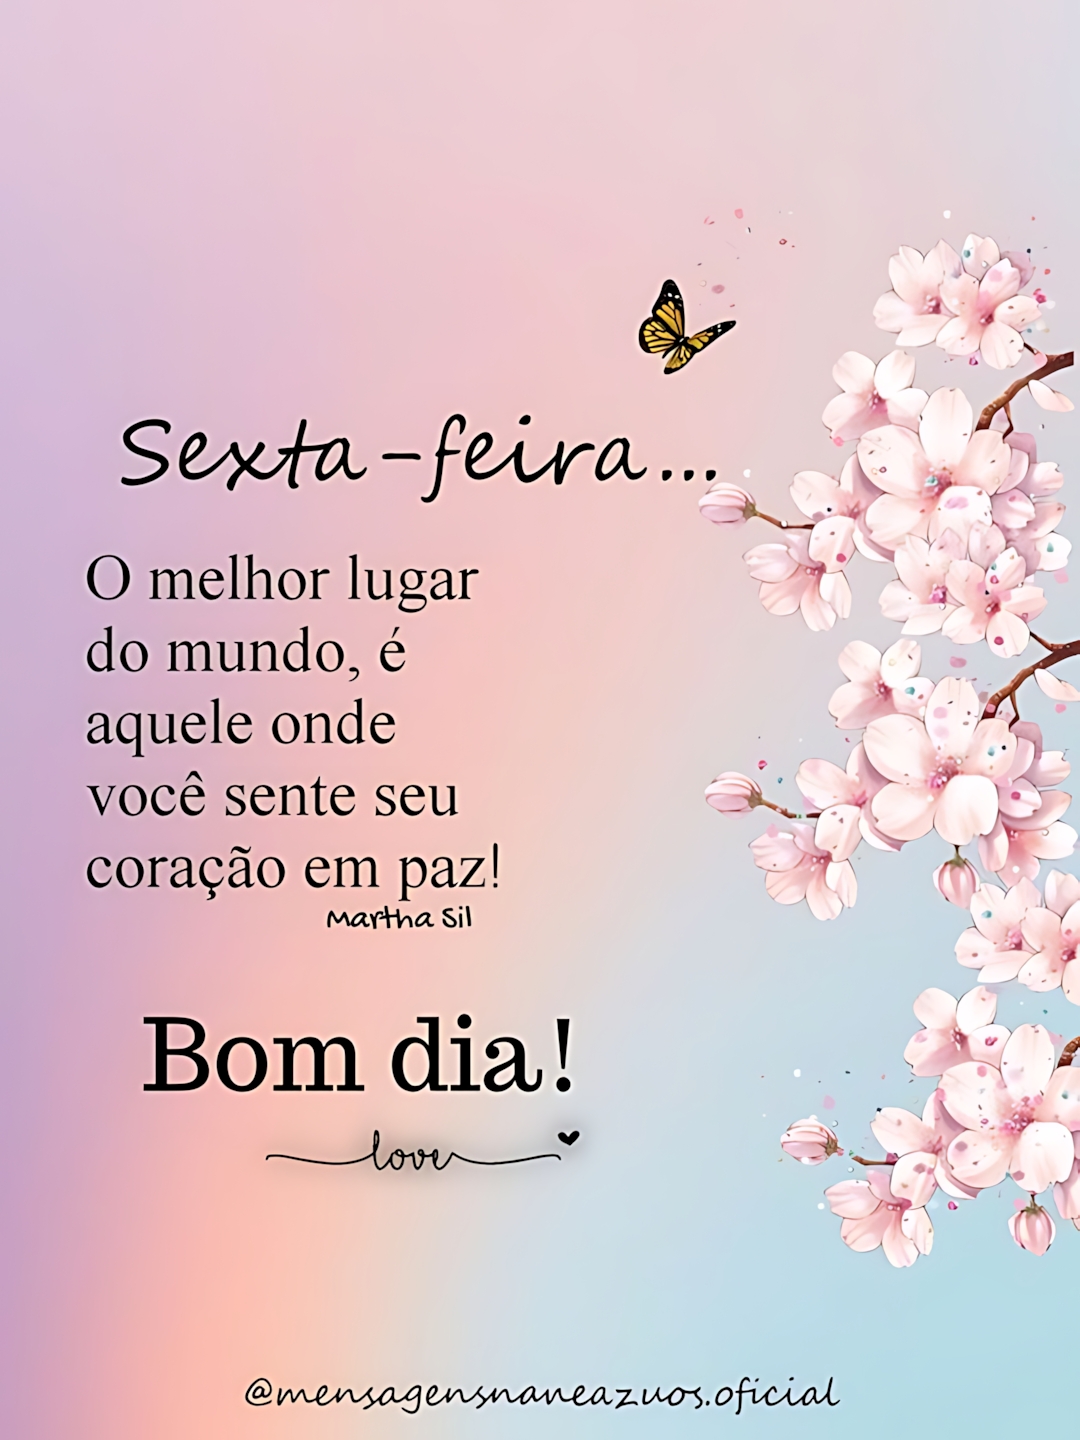 Sexta-feira...
O melhor lugar
do mundo, é
aquele onde
você sente seu
coração em paz!
Martha Sil
Bom dia!
love
@mensagensnaneazuos.oficial